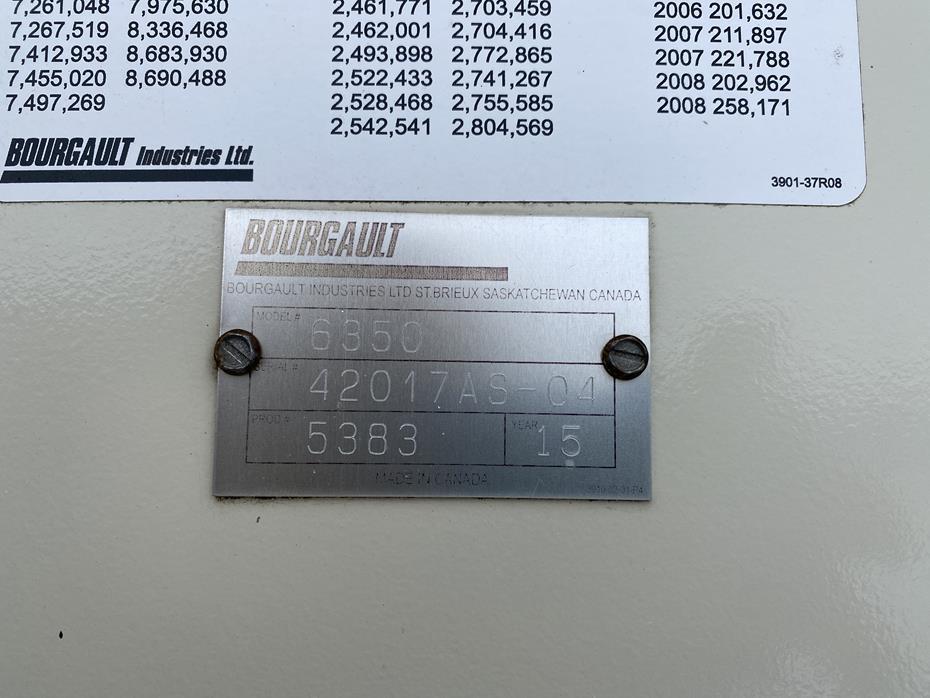 7,261,048 7,975,630
7,267,519 8,336,468
7,412,933 8,683,930
7,455,020 8,690,488
7,497,269
2,461,771 2,703,459
2,462,001 2,704,416
2,493,898 2,772,865
2,522,433 2,741,267
2,528,468 2,755,585
2,542,541 2,804,569
2006 201,632
2007 211,897
2007 221,788
2008 202,962
2008 258,171
BOURGAULT Industries Ltd.
3901-37R08
BOURGAULT
BOURGAULT INDUSTRIES LTD ST.BRIEUX SASKATCHEWAN CANADA
MODEL # 6350
SERIAL # 42017AS-04
PROD # 5383 YEAR 15
MADE IN CANADA